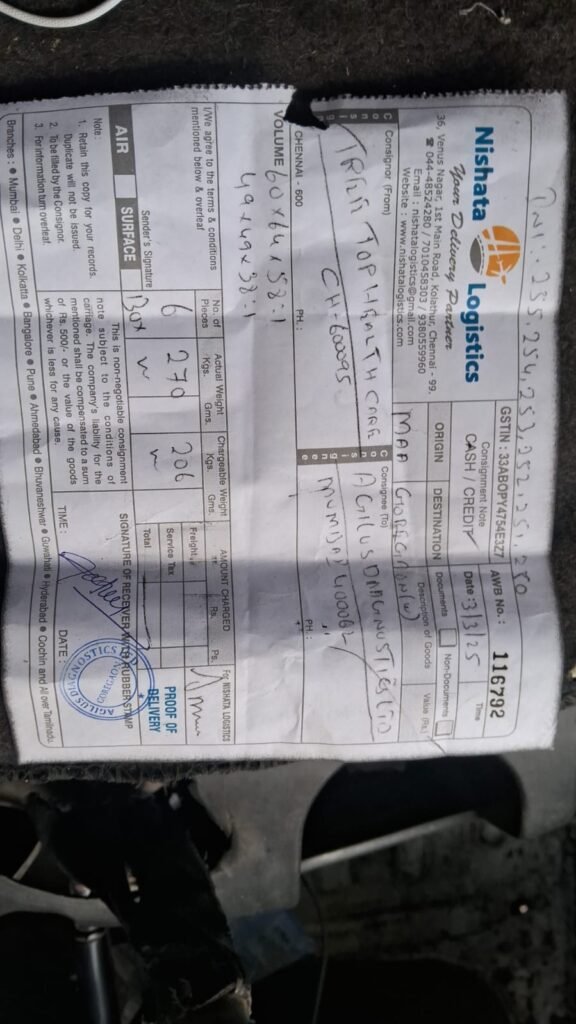 INV:- 255, 254, 253, 252, 251, 250
Nishata Logistics
Your Delivery Partner
36, Venus Nagar, 1st Main Road, Kolathur, Chennai - 99.
☎ 044-48524280 / 7010458303 / 9380559960
Email : nishatalogistics@gmail.com
Website : www.nishatalogistics.com
GSTIN : 33ABOPY4754E3Z7
Consignment Note
CASH / CREDIT
AWB No. : 116792
Date : 3/3/25
Time
ORIGIN
DESTINATION
MAA
GOREGAON (W)
Documents
Non-Documents
Description of Goods
Value (Rs.)
Consignor
Consignor (From)
TOP HEALTH CARE
CH-600095
CHENNAI - 600
PH. :
Consignee
Consignee (To)
AGILUS DIAGNOSTICS LTD
MUMBAI 400062
PH :
VOLUME 60x64x58:1
49x49x38:1
I/We agree to the terms & conditions
mentioned below & overleaf
Sender's Signature
AIR
SURFACE
No. of Pieces
Actual Weight
Kgs. Gms.
Chargeable Weight
Kgs. Gms.
AMOUNT CHARGED
Rs. Ps.
6
Box
270
206
Freight
Service Tax
Total
For NISHATA LOGISTICS
PROOF OF
DELIVERY
Note :
1. Retain this copy for your records.
Duplicate will not be issued.
2. To be filled by the Consignor.
3. For information turn overleaf.
This is non-negotiable consignment
note subject to the conditions of
carriage. The company's liability for the
mentioned shall be compensated to a sum
of Rs. 500/- or the value of the goods
whichever is less for any cause.
SIGNATURE OF RECEIVER WITH RUBBER STAMP
TIME :
DATE :
AGILUS DIAGNOSTICS
Branches : ● Mumbai ● Delhi ● Kolkatta ● Bangalore ● Pune ● Ahmedabad ● Bhuvaneshwar ● Guwahati ● Hyderabad ● Cochin and All over Tamilnadu.